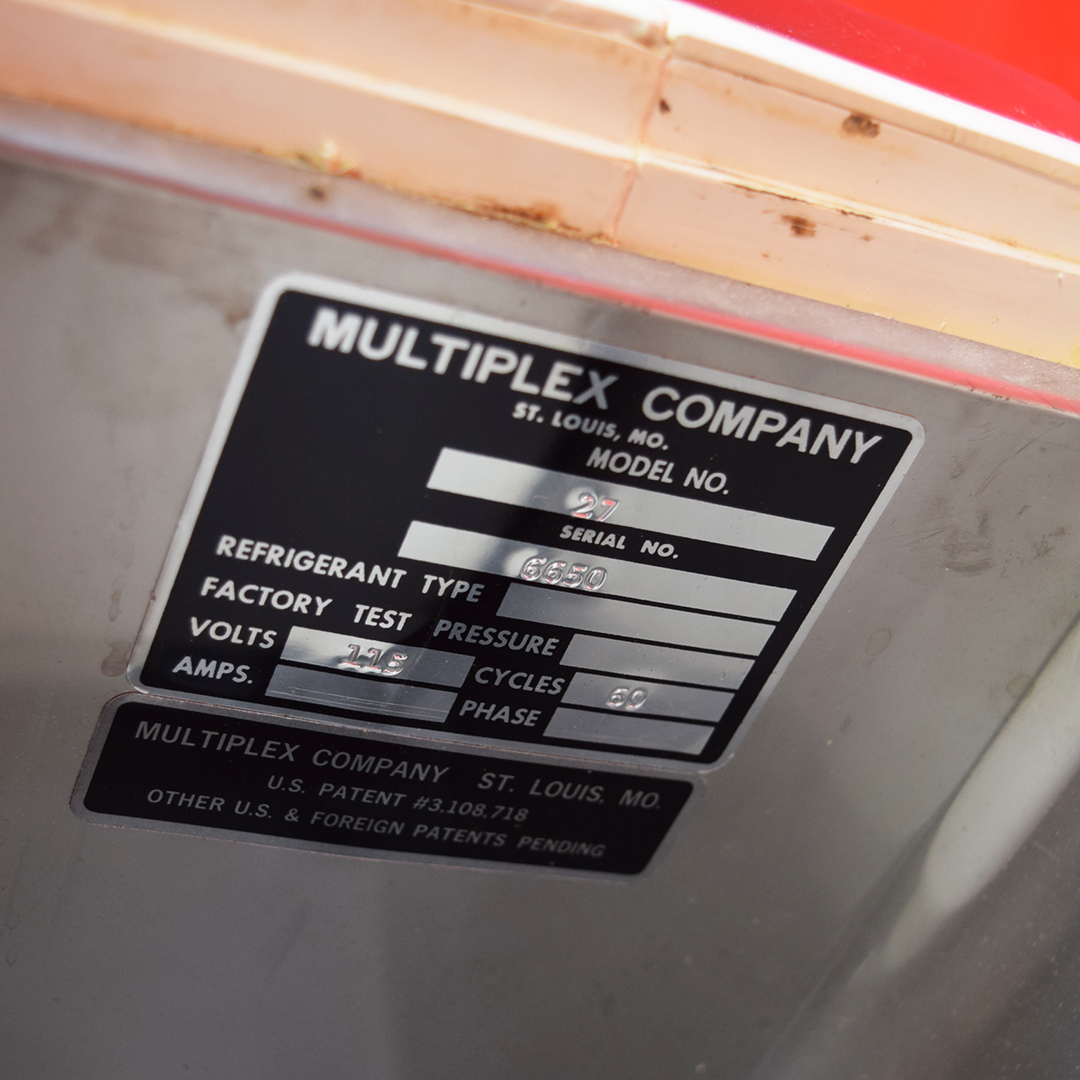 MULTIPLEX COMPANY
ST. LOUIS, MO.
MODEL NO.
27
SERIAL NO.
6650
REFRIGERANT TYPE
FACTORY TEST PRESSURE
VOLTS 115 CYCLES 60
AMPS. PHASE
MULTIPLEX COMPANY ST. LOUIS, MO.
U.S. PATENT #3,108,718
OTHER U.S. & FOREIGN PATENTS PENDING